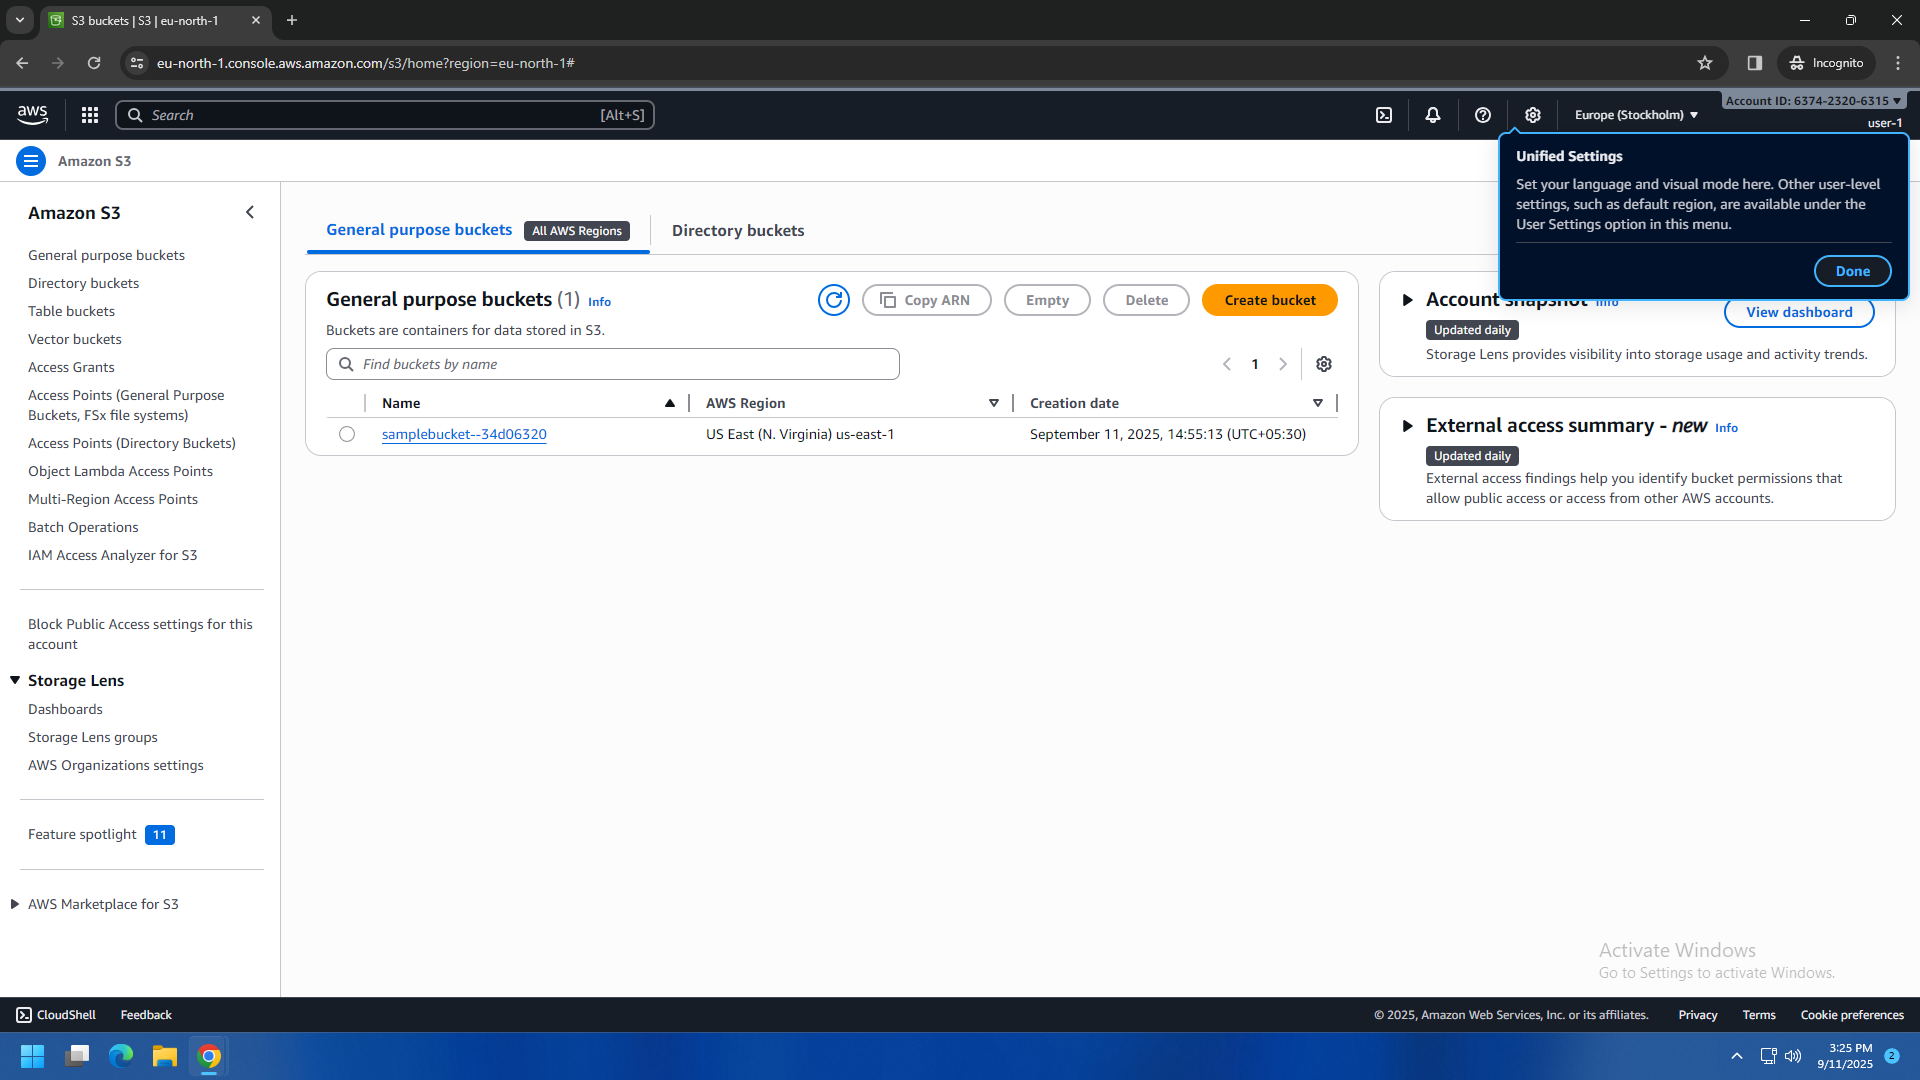 S3 buckets | S3 | eu-north-1
eu-north-1.console.aws.amazon.com/s3/home?region=eu-north-1#
Incognito
aws
Search
[Alt+S]
Europe (Stockholm)
Account ID: 6374-2320-6315
user-1
Amazon S3
Unified Settings
Set your language and visual mode here. Other user-level
settings, such as default region, are available under the
User Settings option in this menu.
Done
Amazon S3
General purpose buckets
Directory buckets
Table buckets
Vector buckets
Access Grants
Access Points (General Purpose
Buckets, FSx file systems)
Access Points (Directory Buckets)
Object Lambda Access Points
Multi-Region Access Points
Batch Operations
IAM Access Analyzer for S3
Block Public Access settings for this
account
Storage Lens
Dashboards
Storage Lens groups
AWS Organizations settings
Feature spotlight 11
AWS Marketplace for S3
General purpose buckets All AWS Regions
Directory buckets
General purpose buckets (1) Info
Copy ARN
Empty
Delete
Create bucket
Buckets are containers for data stored in S3.
Find buckets by name
1
Name
AWS Region
Creation date
samplebucket--34d06320
US East (N. Virginia) us-east-1
September 11, 2025, 14:55:13 (UTC+05:30)
Account snapshot Info
View dashboard
Updated daily
Storage Lens provides visibility into storage usage and activity trends.
External access summary - new Info
Updated daily
External access findings help you identify bucket permissions that
allow public access or access from other AWS accounts.
Activate Windows
Go to Settings to activate Windows.
CloudShell
Feedback
© 2025, Amazon Web Services, Inc. or its affiliates.
Privacy
Terms
Cookie preferences
3:25 PM
9/11/2025
2